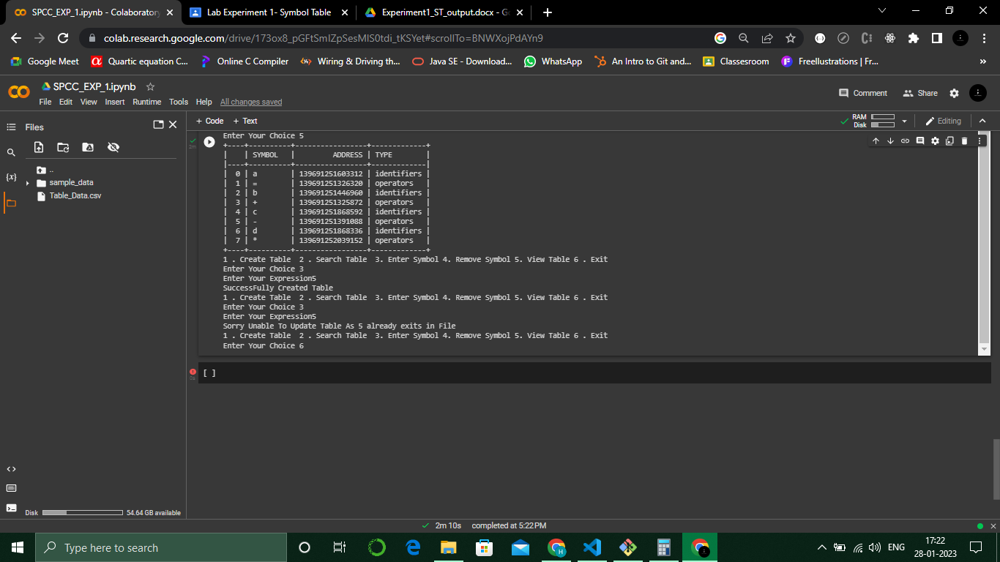 SPCC_EXP_1.ipynb - Colaboratory
Lab Experiment 1- Symbol Table
Experiment1_ST_output.docx - Go
colab.research.google.com/drive/173ox8_pGFtSmIZpSesMlS0tdi_tKSYet#scrollTo=BNWXojPdAYn9
Google Meet
Quartic equation C...
Online C Compiler
Wiring & Driving th...
Java SE - Download...
WhatsApp
An Intro to Git and...
Classesroom
Freellustrations | Fr...
»
SPCC_EXP_1.ipynb
File Edit View Insert Runtime Tools Help All changes saved
Comment
Share
Files
+ Code + Text
RAM
Disk
Editing
..
sample_data
Table_Data.csv
{x}
2m
Enter Your Choice 5
+----+----------+-----------------+-------------+
|    | SYMBOL   |         ADDRESS | TYPE        |
|----+----------+-----------------+-------------|
|  0 | a        | 139691251603312 | identifiers |
|  1 | =        | 139691251326320 | operators   |
|  2 | b        | 139691251446960 | identifiers |
|  3 | +        | 139691251325872 | operators   |
|  4 | c        | 139691251868592 | identifiers |
|  5 | -        | 139691251391088 | operators   |
|  6 | d        | 139691251868336 | identifiers |
|  7 | *        | 139691252039152 | operators   |
+----+----------+-----------------+-------------+
1 . Create Table  2 . Search Table  3. Enter Symbol 4. Remove Symbol 5. View Table 6 . Exit
Enter Your Choice 3
Enter Your Expression5
SuccessFully Created Table
1 . Create Table  2 . Search Table  3. Enter Symbol 4. Remove Symbol 5. View Table 6 . Exit
Enter Your Choice 3
Enter Your Expression5
Sorry Unable To Update Table As 5 already exits in File
1 . Create Table  2 . Search Table  3. Enter Symbol 4. Remove Symbol 5. View Table 6 . Exit
Enter Your Choice 6
[ ]
0s
Disk
54.64 GB available
2m 10s completed at 5:22 PM
Type here to search
ENG
17:22
28-01-2023